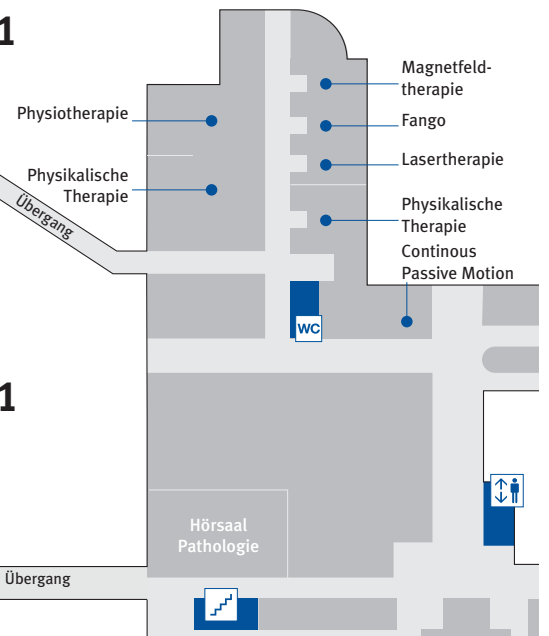 1
Magnetfeld-
therapie
Physiotherapie
Fango
Lasertherapie
Physikalische
Therapie
Übergang
Physikalische
Therapie
Continous
Passive Motion
WC
1
Hörsaal
Pathologie
Übergang